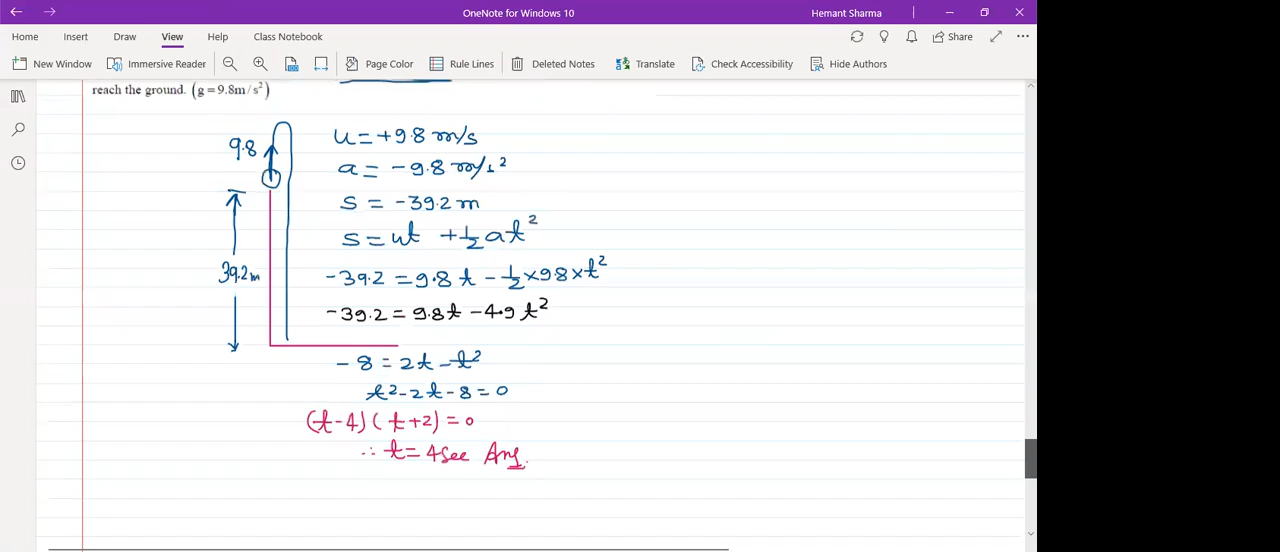 OneNote for Windows 10
Hemant Sharma
Home Insert Draw View Help Class Notebook
Share
New Window Immersive Reader Page Color Rule Lines Deleted Notes Translate Check Accessibility Hide Authors
reach the ground. (g = 9.8m/s²)
9.8
39.2m
u = +9.8 m/s
a = -9.8 m/s²
s = -39.2 m
s = ut + ½at²
-39.2 = 9.8t - ½×9.8×t²
-39.2 = 9.8t - 4.9t²
-8 = 2t - t²
t² - 2t - 8 = 0
(t-4)(t+2) = 0
∴ t = 4sec Ans.